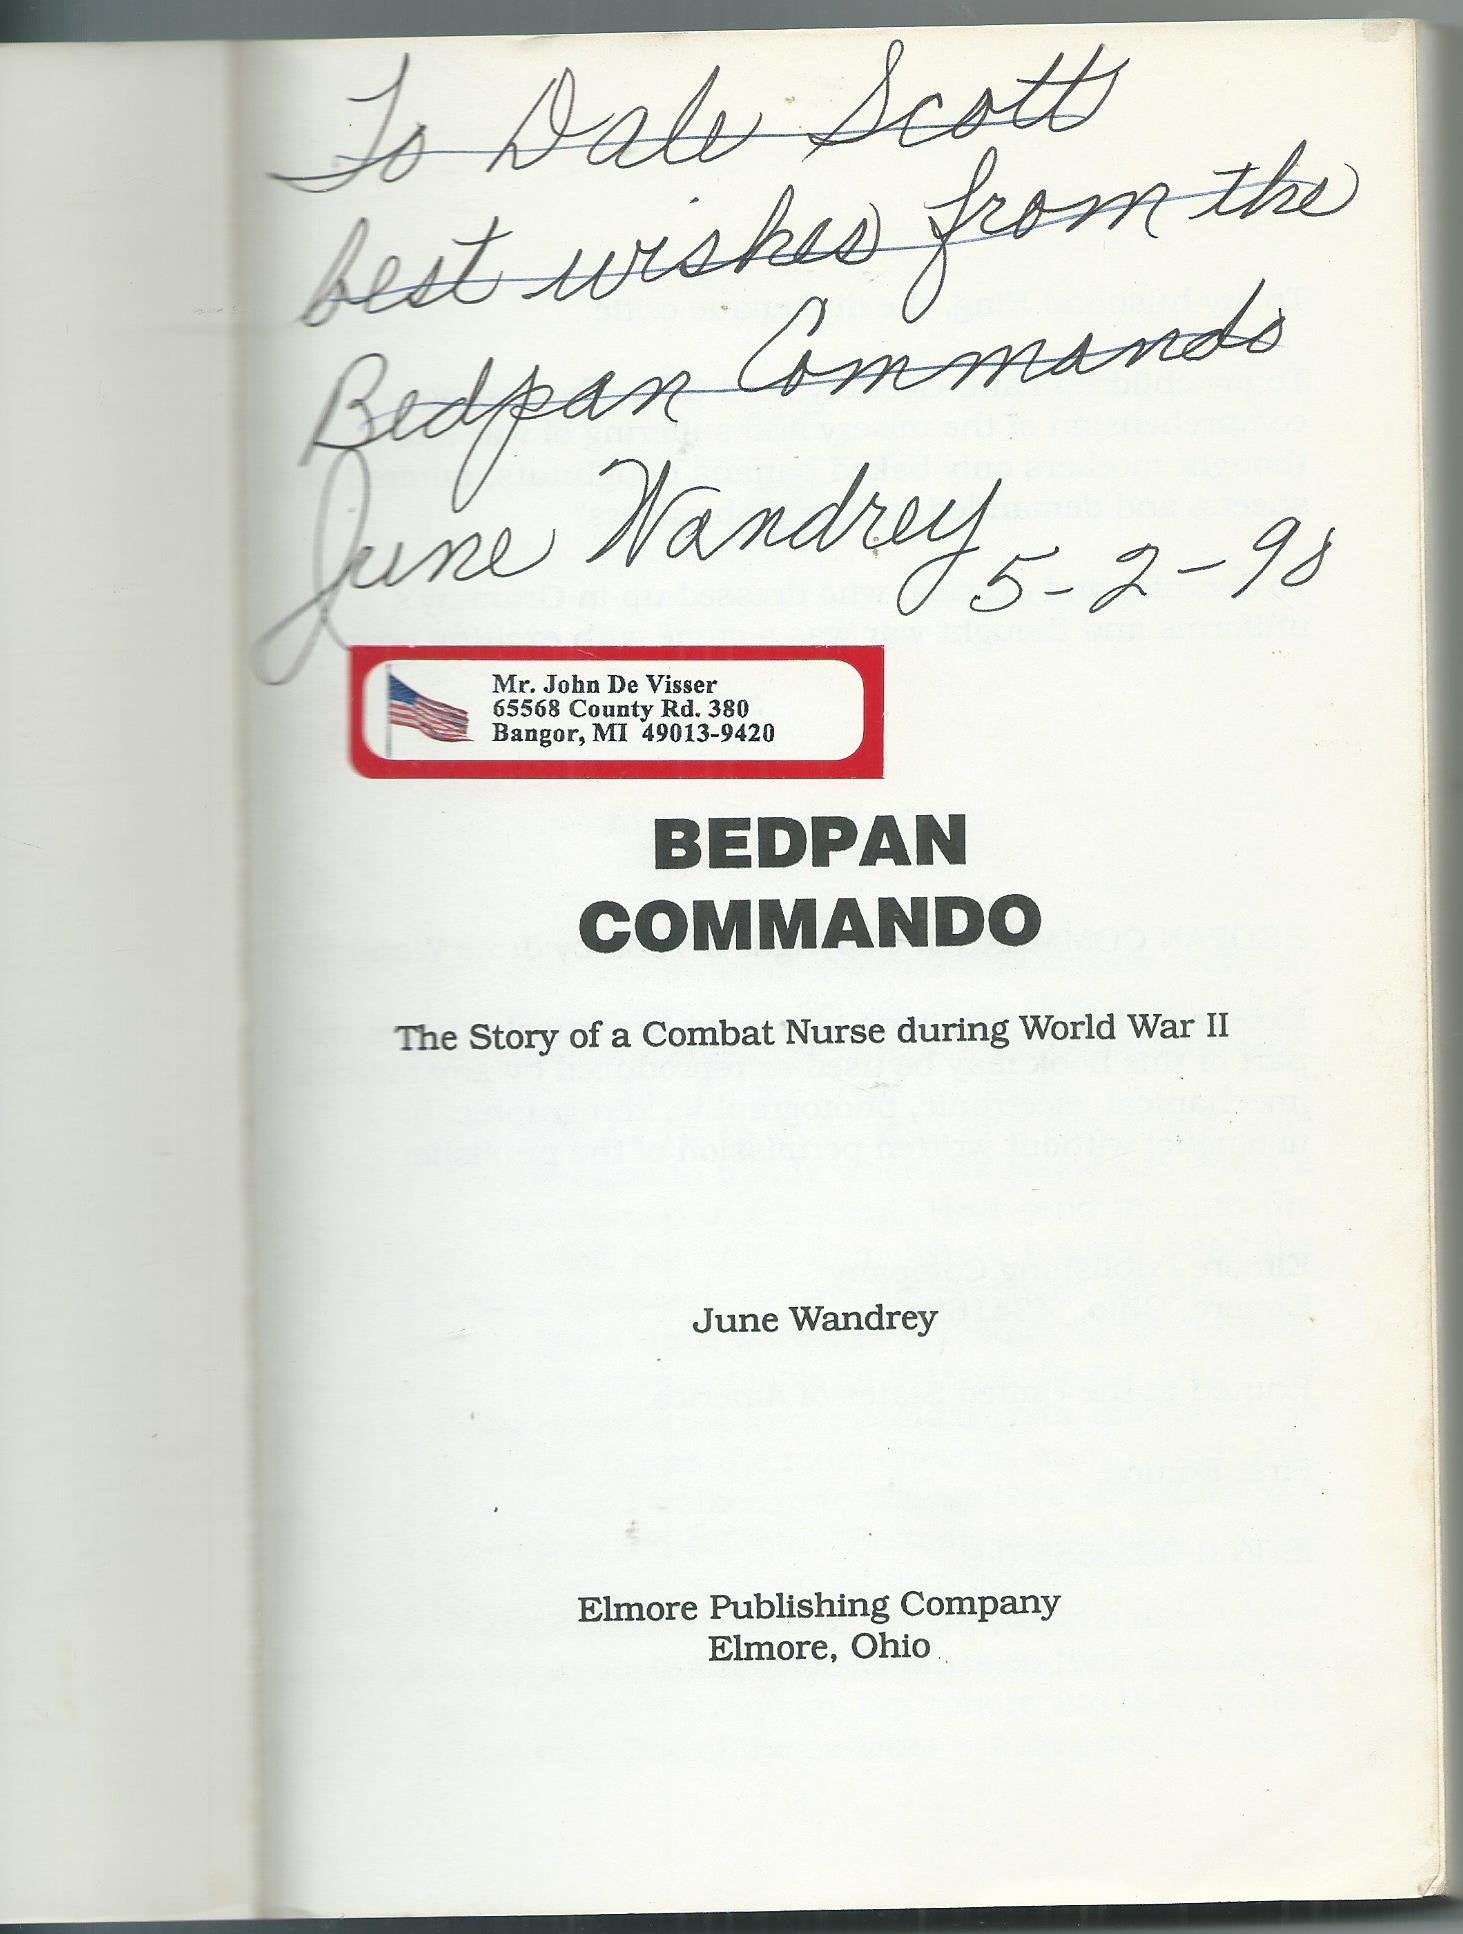 To Dale Scott
best wishes from the
Bedpan Commando
June Wandrey 5-2-98
Mr. John De Visser
65568 County Rd. 380
Bangor, MI 49013-9420
BEDPAN
COMMANDO
The Story of a Combat Nurse during World War II
June Wandrey
Elmore Publishing Company
Elmore, Ohio